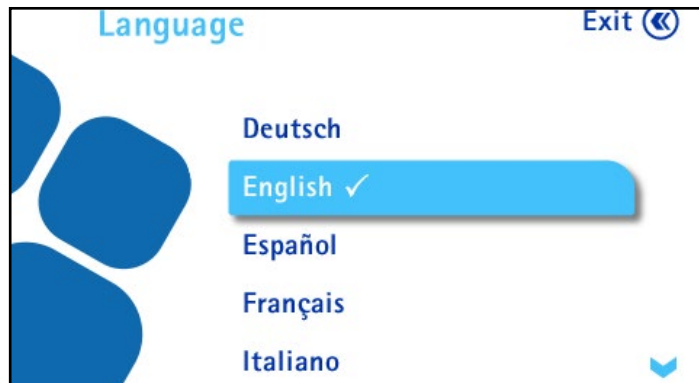 Language
Exit
Deutsch
English ✓
Español
Français
Italiano